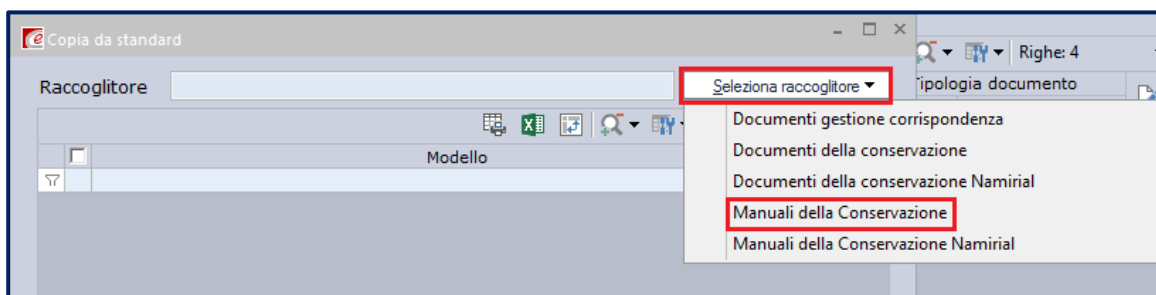 Copia da standard
Righe: 4
Raccoglitore
Seleziona raccoglitore
Tipologia documento
Documenti gestione corrispondenza
Modello
Documenti della conservazione
Documenti della conservazione Namirial
Manuali della Conservazione
Manuali della Conservazione Namirial